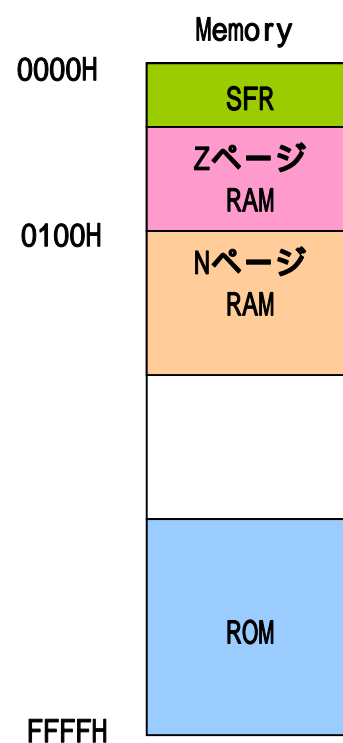 Memory
0000H
SFR
Zページ
RAM
0100H
Nページ
RAM
ROM
FFFFH